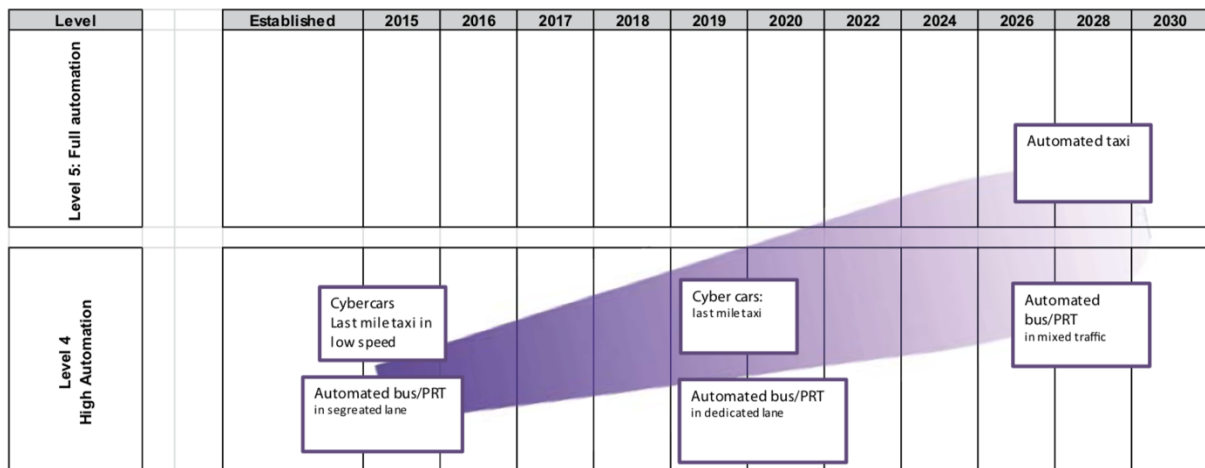 Level Established 2015 2016 2017 2018 2019 2020 2022 2024 2026 2028 2030
Level 5: Full automation
Automated taxi
Level 4
High Automation
Cybercars
Last mile taxi in
low speed
Cyber cars:
last mile taxi
Automated
bus/PRT
in mixed traffic
Automated bus/PRT
in segreated lane
Automated bus/PRT
in dedicated lane